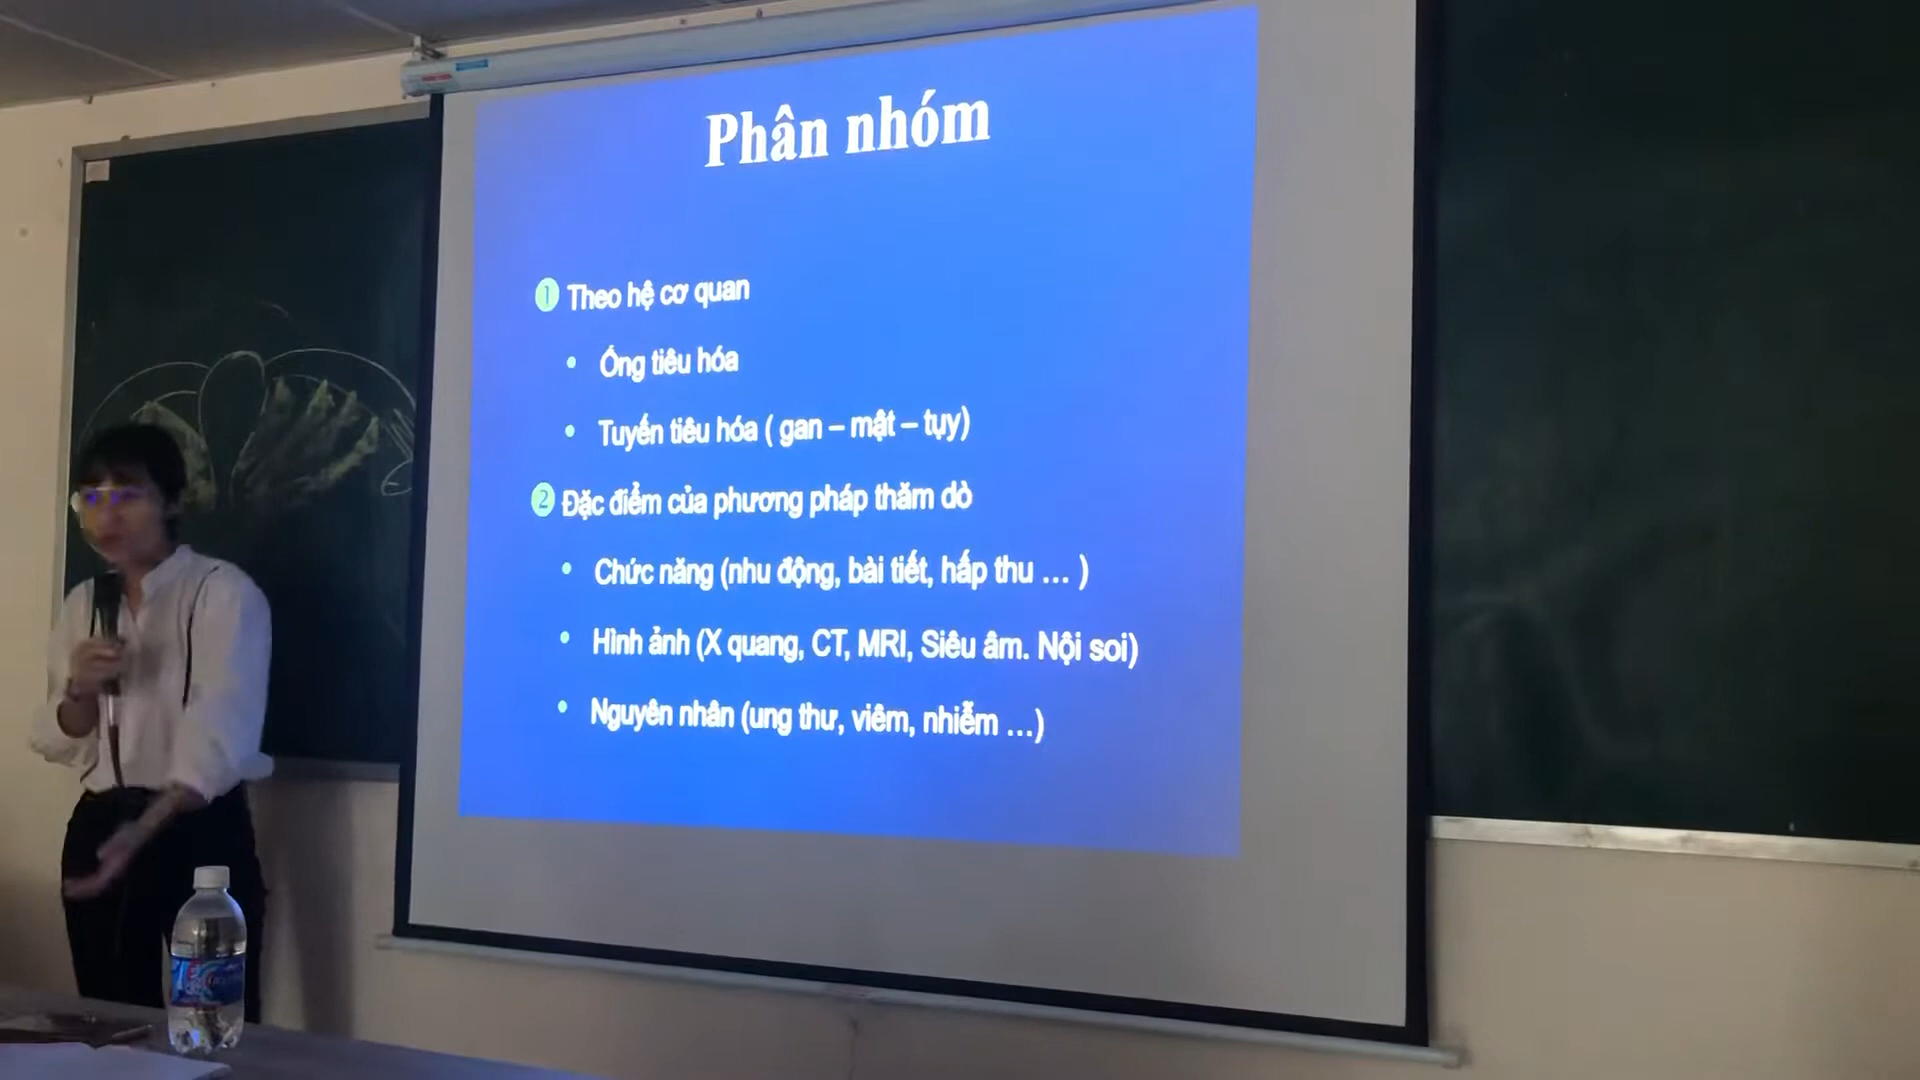 Phân nhóm
1 Theo hệ cơ quan
• Ống tiêu hóa
• Tuyến tiêu hóa ( gan – mật – tụy)
2 Đặc điểm của phương pháp thăm dò
• Chức năng (nhu động, bài tiết, hấp thu ... )
• Hình ảnh (X quang, CT, MRI, Siêu âm. Nội soi)
• Nguyên nhân (ung thư, viêm, nhiễm ...)